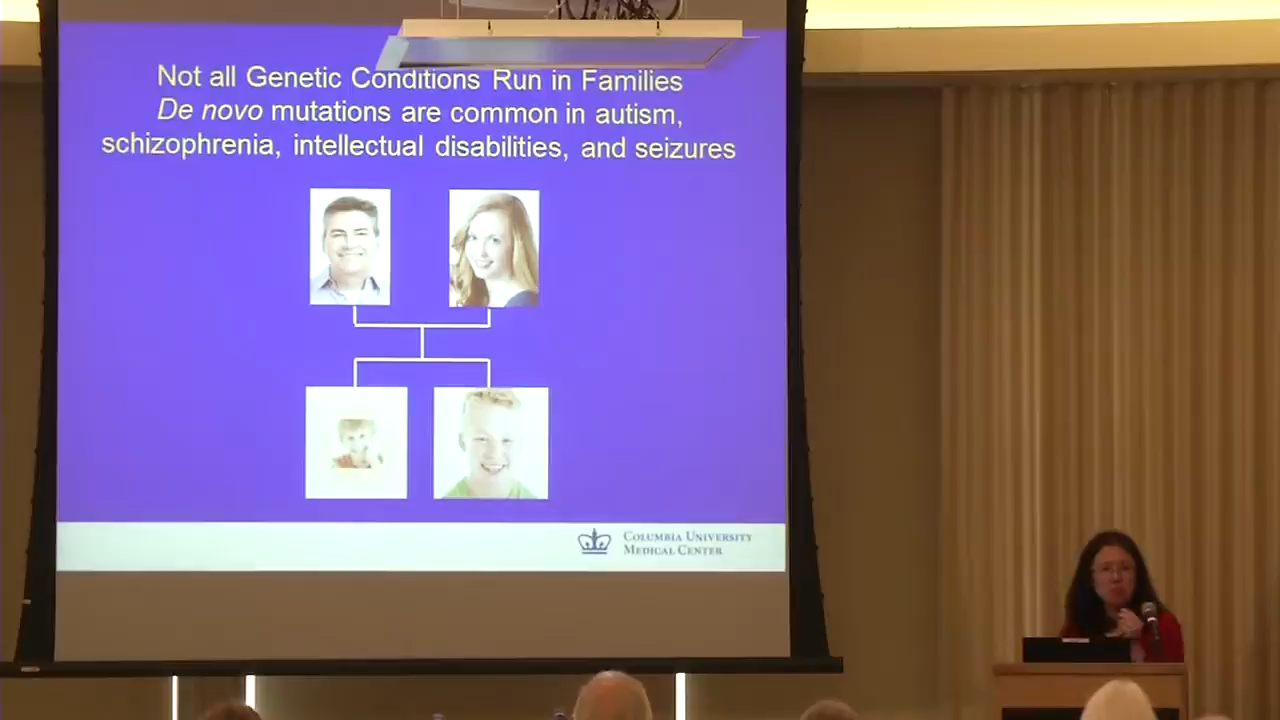 Not all Genetic Conditions Run in Families
De novo mutations are common in autism,
schizophrenia, intellectual disabilities, and seizures
COLUMBIA UNIVERSITY
MEDICAL CENTER